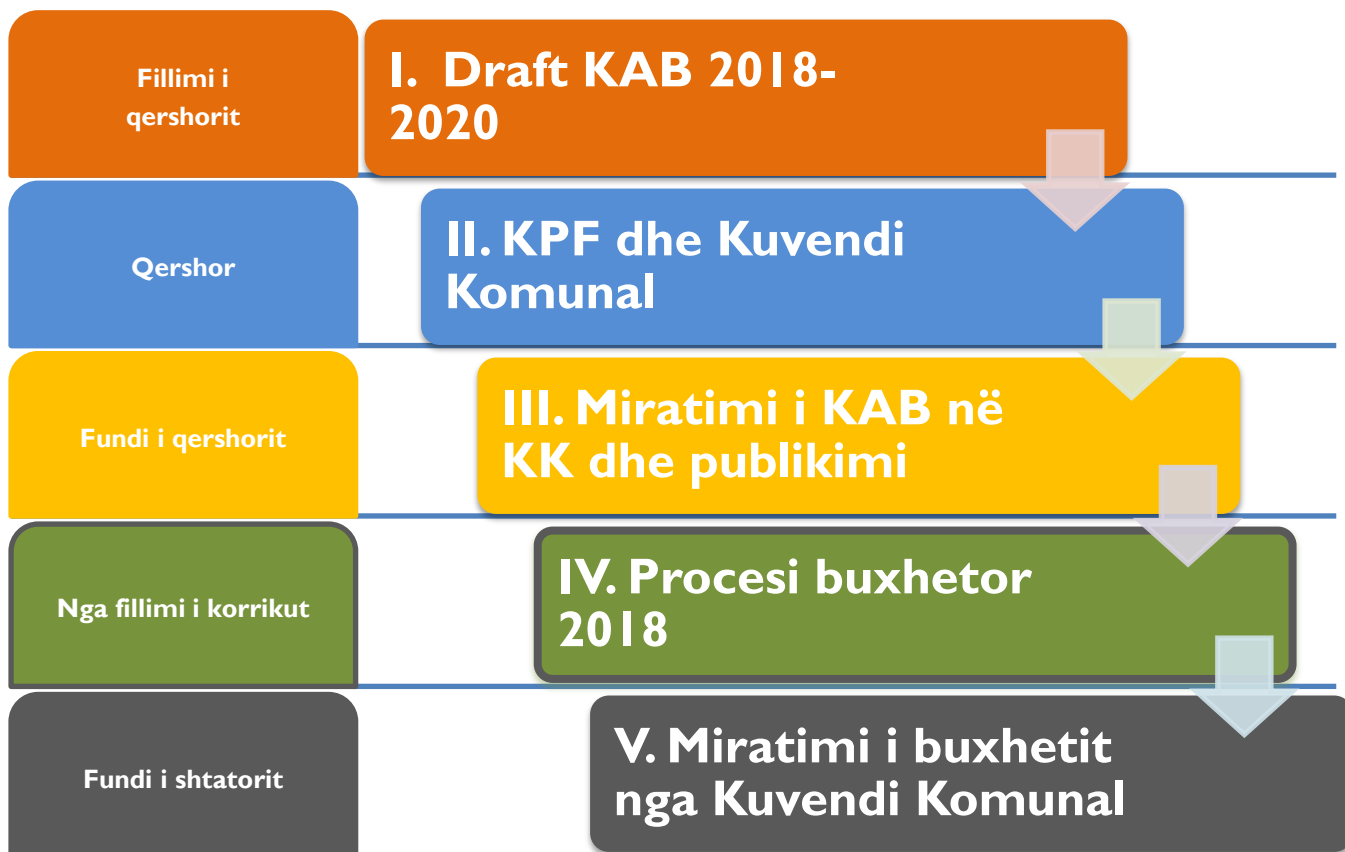 Fillimi i
qershorit
I. Draft KAB 2018-
2020
Qershor
II. KPF dhe Kuvendi
Komunal
Fundi i qershorit
III. Miratimi i KAB në
KK dhe publikimi
Nga fillimi i korrikut
IV. Procesi buxhetor
2018
Fundi i shtatorit
V. Miratimi i buxhetit
nga Kuvendi Komunal